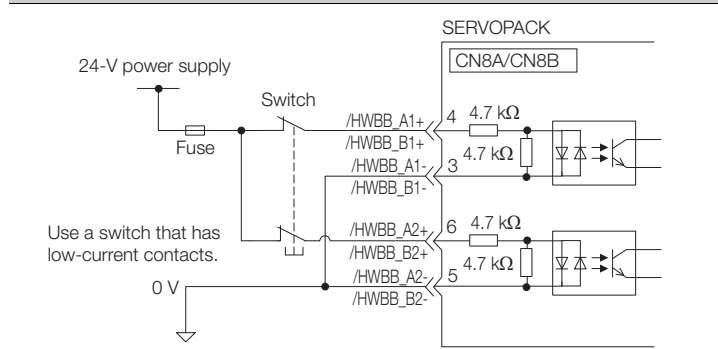 SERVOPACK
CN8A/CN8B
24-V power supply
Switch
Fuse
/HWBB_A1+
/HWBB_B1+
4
4.7 kΩ
4.7 kΩ
/HWBB_A1-
/HWBB_B1-
3
Use a switch that has
low-current contacts.
/HWBB_A2+
/HWBB_B2+
6
4.7 kΩ
4.7 kΩ
/HWBB_A2-
/HWBB_B2-
5
0 V